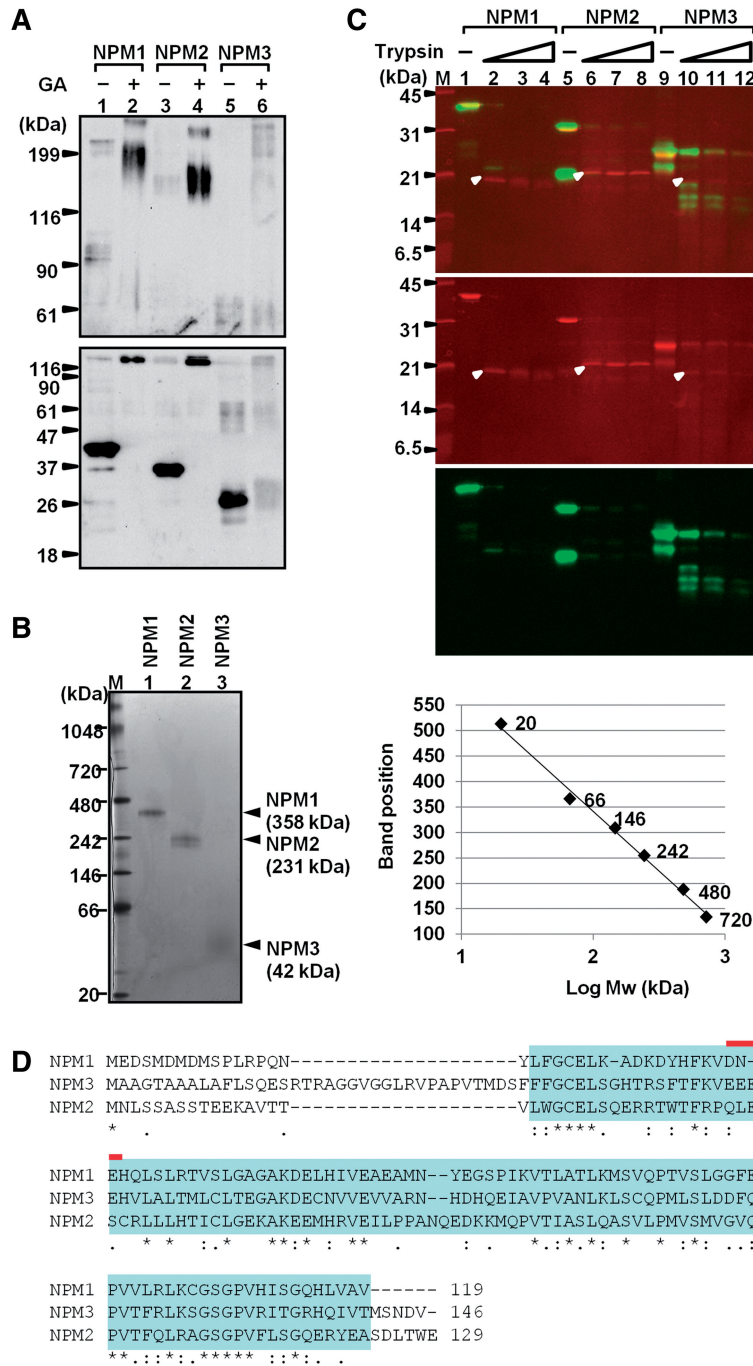 A
NPM1 NPM2 NPM3
GA – + – + – +
1 2 3 4 5 6
(kDa)
199
116
90
61
116
90
61
47
37
26
18
B
NPM1
NPM2
NPM3
M 1 2 3
(kDa)
1048
720
480
242
146
66
20
NPM1
(358 kDa)
NPM2
(231 kDa)
NPM3
(42 kDa)
C
NPM1 NPM2 NPM3
Trypsin – – –
(kDa) M 1 2 3 4 5 6 7 8 9 10 11 12
45
31
21
14
6.5
45
31
21
14
6.5
550
500
450
400
350
300
250
200
150
100
Band position
20
66
146
242
480
720
1 2 3
Log Mw (kDa)
D
NPM1 MEDSMDMDMSPLRPQN---------------------YLFGCELK-ADKDYHFKVDN-
NPM3 MAAGTAAALAFLSQESRTRAGGVGGLRVPAPVTMDSFFFGCELSGHTRSFTFKVEEE
NPM2 MNLSSASSTEEKAVTT---------------------VLWGCELSQERRTWTFRPQLE
* . . ::**** . : *: :
NPM1 EHQLSLRTVSLGAGAKDELHIVEAEAMN--YEGSPIKVTLATLKMSVQPTVSLGGFE
NPM3 EHVLALTMLCLTEGAKDECNVVEVVARN--HDHQEIAVPVANLKLSCQPMLSLDDFQ
NPM2 SCRLLLHTICLGEKAKEEMHRVEILPPANQEDKKMQPVTIASLQASVLPMVSMVGVQ
. * * :.* **:* : ** . : . *.:*.*: * * :*: ..:
NPM1 PVVLRLKCGSGPVHISGQHLVAV------ 119
NPM3 PVTFRLKSGSGPVRITGRHQIVTMSNDV- 146
NPM2 PVTFQLRAGSGPVFLSGQERYEASDLTWE 129
**.::*:.***** ::*:. .